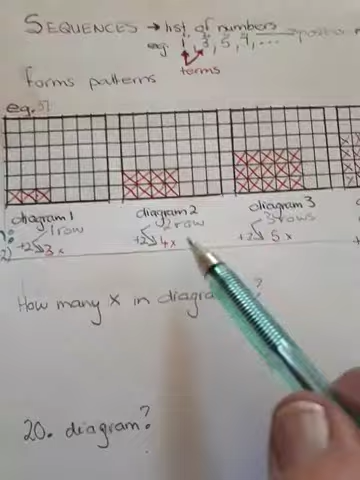 SEQUENCES → list of numbers
eg. 1, 3, 5, 7, ...
terms
forms patterns
eg.
diagram 1 diagram 2 diagram 3
1 row 2 row 3 rows
+2 3 x +2 4 x +2 5 x
How many x in diagra ?
20. diagram?